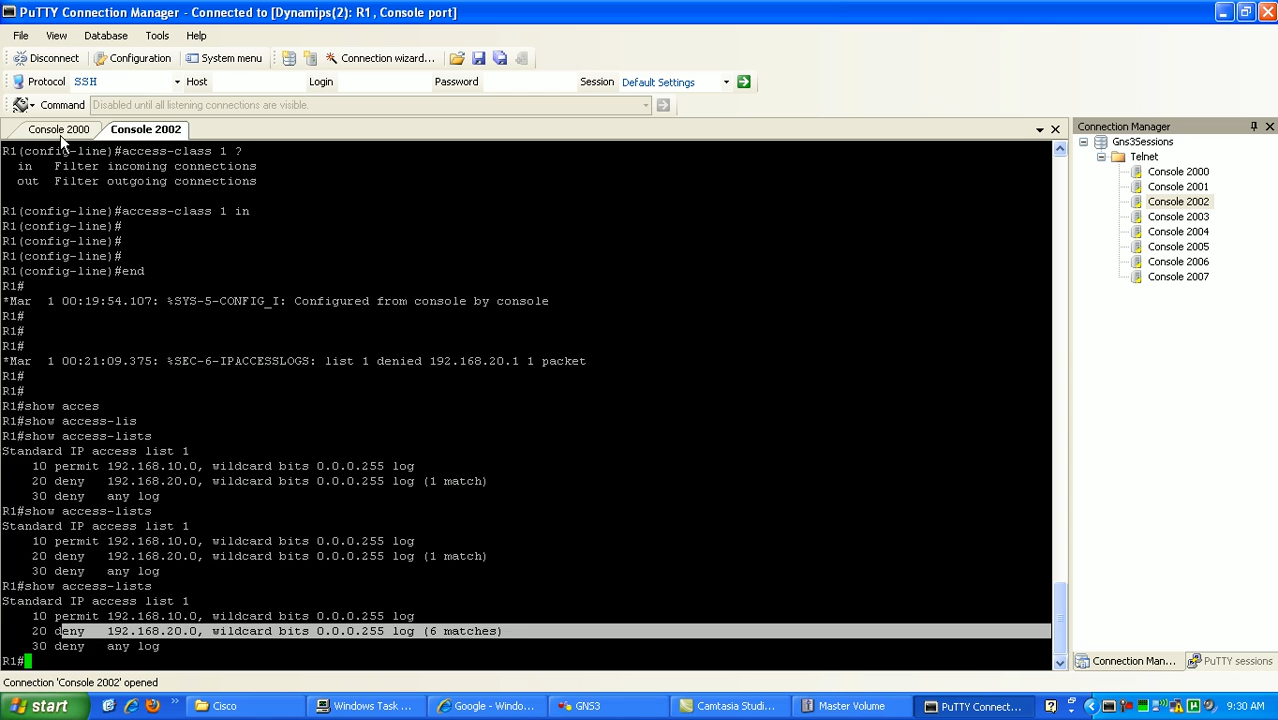 PuTTY Connection Manager - Connected to [Dynamips(2): R1 , Console port]
File View Database Tools Help
Disconnect Configuration System menu Connection wizard...
Protocol SSH Host Login Password Session Default Settings
Command Disabled until all listening connections are visible.
Console 2000 Console 2002
R1(config-line)#access-class 1 ?
in Filter incoming connections
out Filter outgoing connections
R1(config-line)#access-class 1 in
R1(config-line)#
R1(config-line)#
R1(config-line)#
R1(config-line)#end
R1#
*Mar 1 00:19:54.107: %SYS-5-CONFIG_I: Configured from console by console
R1#
R1#
R1#
*Mar 1 00:21:09.375: %SEC-6-IPACCESSLOGS: list 1 denied 192.168.20.1 1 packet
R1#
R1#
R1#show acces
R1#show access-lis
R1#show access-lists
Standard IP access list 1
10 permit 192.168.10.0, wildcard bits 0.0.0.255 log
20 deny 192.168.20.0, wildcard bits 0.0.0.255 log (1 match)
30 deny any log
R1#show access-lists
Standard IP access list 1
10 permit 192.168.10.0, wildcard bits 0.0.0.255 log
20 deny 192.168.20.0, wildcard bits 0.0.0.255 log (1 match)
30 deny any log
R1#show access-lists
Standard IP access list 1
10 permit 192.168.10.0, wildcard bits 0.0.0.255 log
20 deny 192.168.20.0, wildcard bits 0.0.0.255 log (6 matches)
30 deny any log
R1#
Connection Manager
Gns3Sessions
Telnet
Console 2000
Console 2001
Console 2002
Console 2003
Console 2004
Console 2005
Console 2006
Console 2007
Connection Man... PuTTY sessions
Connection 'Console 2002' opened
start Cisco Windows Task ... Google - Windo... GNS3 Camtasia Studi... Master Volume PuTTY Connect... 9:30 AM